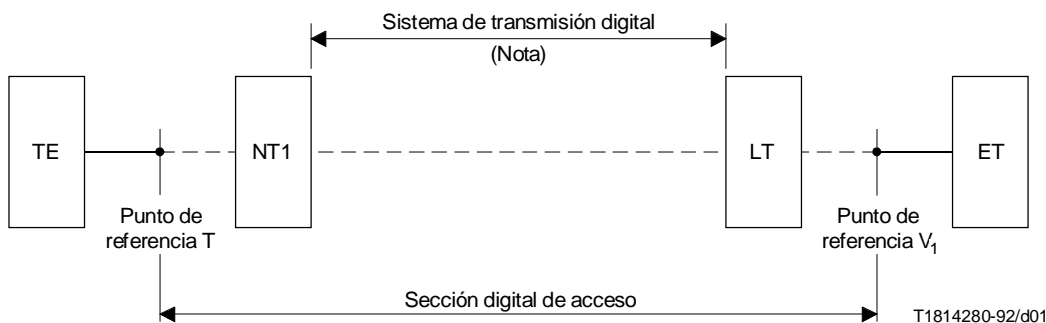 Sistema de transmisión digital
(Nota)
TE
NT1
LT
ET
Punto de
referencia T
Punto de
referencia V1
Sección digital de acceso
T1814280-92/d01